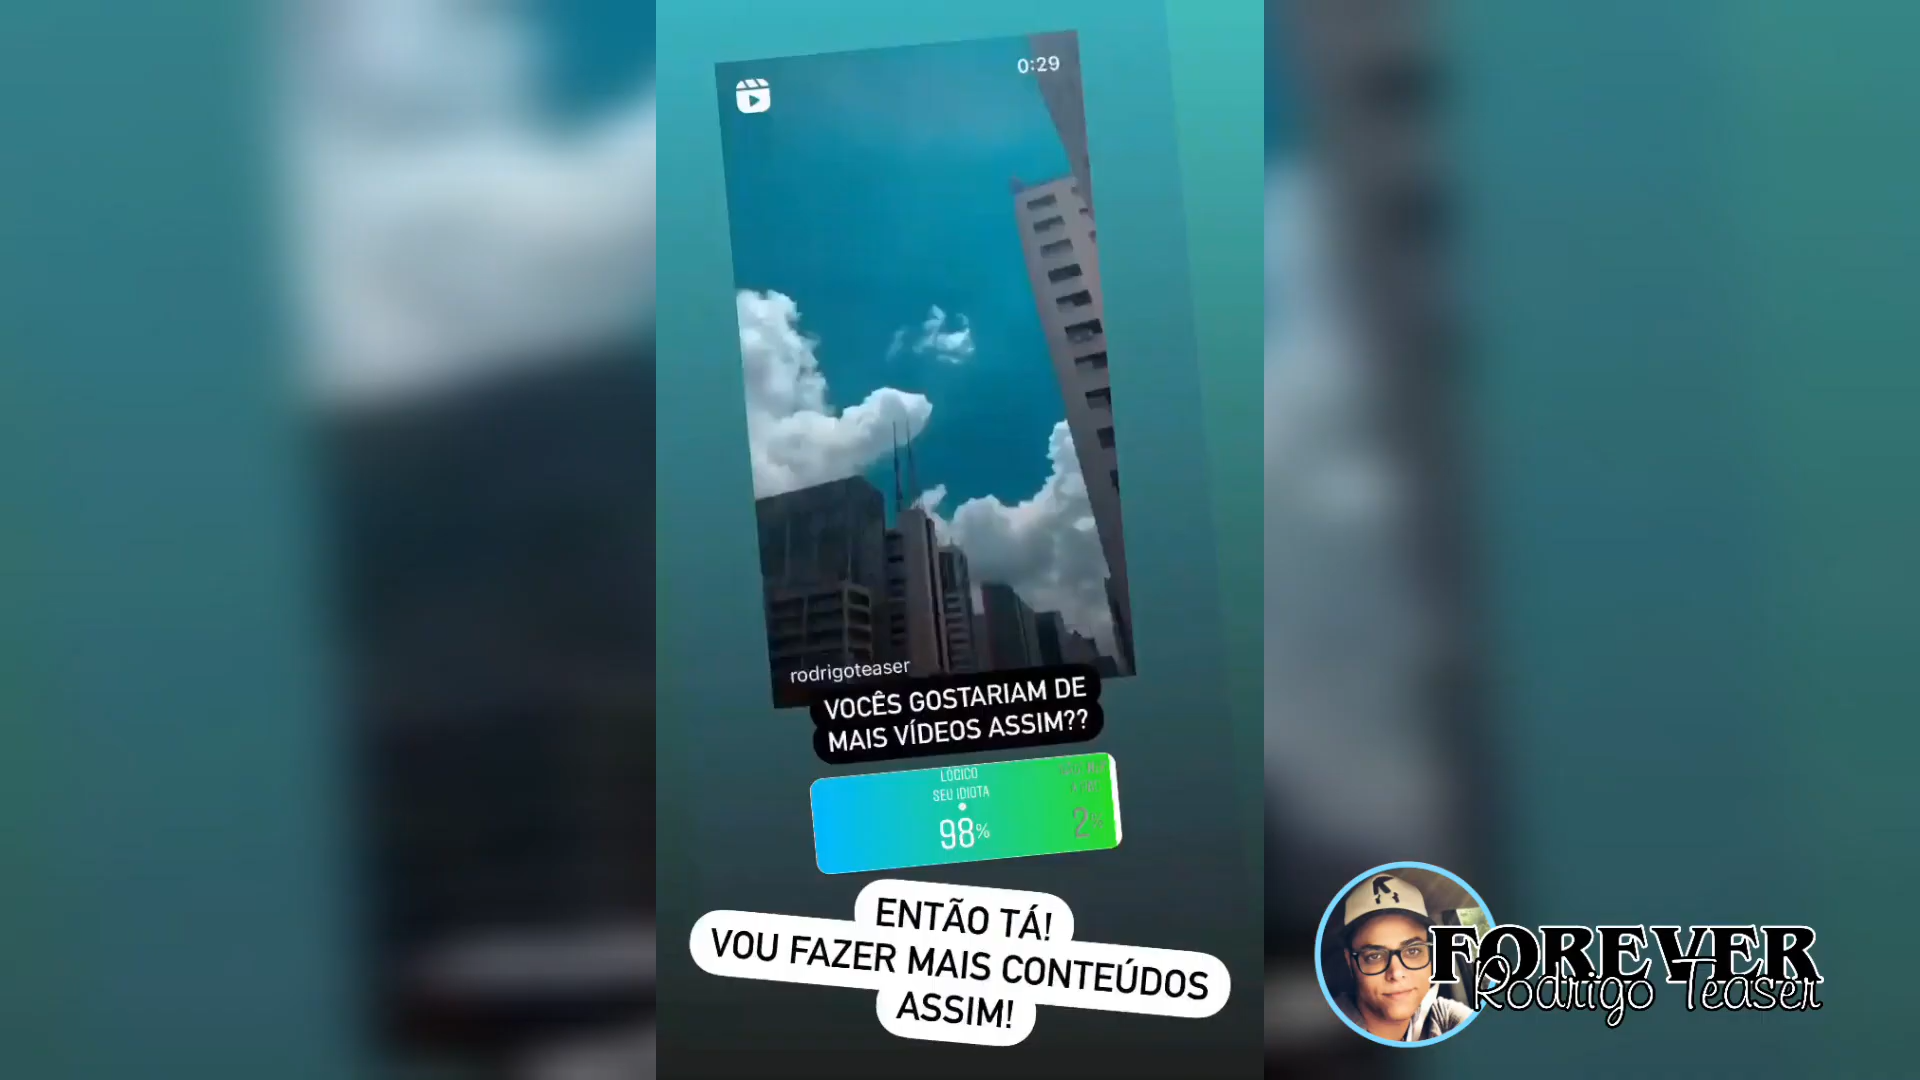 0:29
rodrigoteaser
VOCÊS GOSTARIAM DE
MAIS VÍDEOS ASSIM??
LÓGICO
SEU IDIOTA
98%
2%
ENTÃO TÁ!
VOU FAZER MAIS CONTEÚDOS
ASSIM!
FOREVER
Rodrigo Teaser